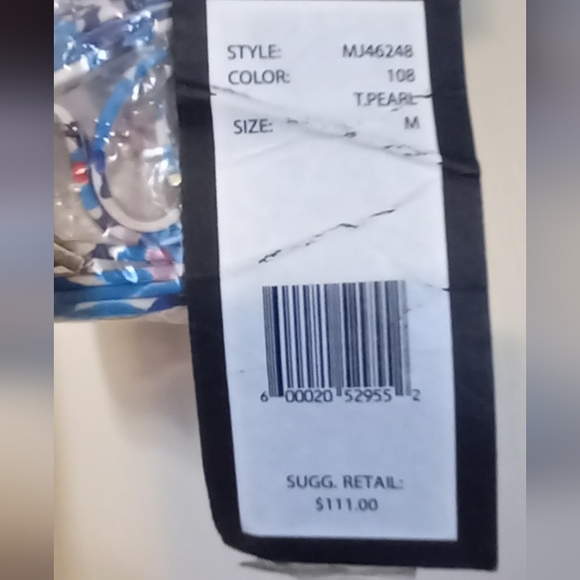 STYLE: MJ46248
COLOR: 108
T.PEARL
SIZE: M
6 00020 52955 2
SUGG. RETAIL:
$111.00